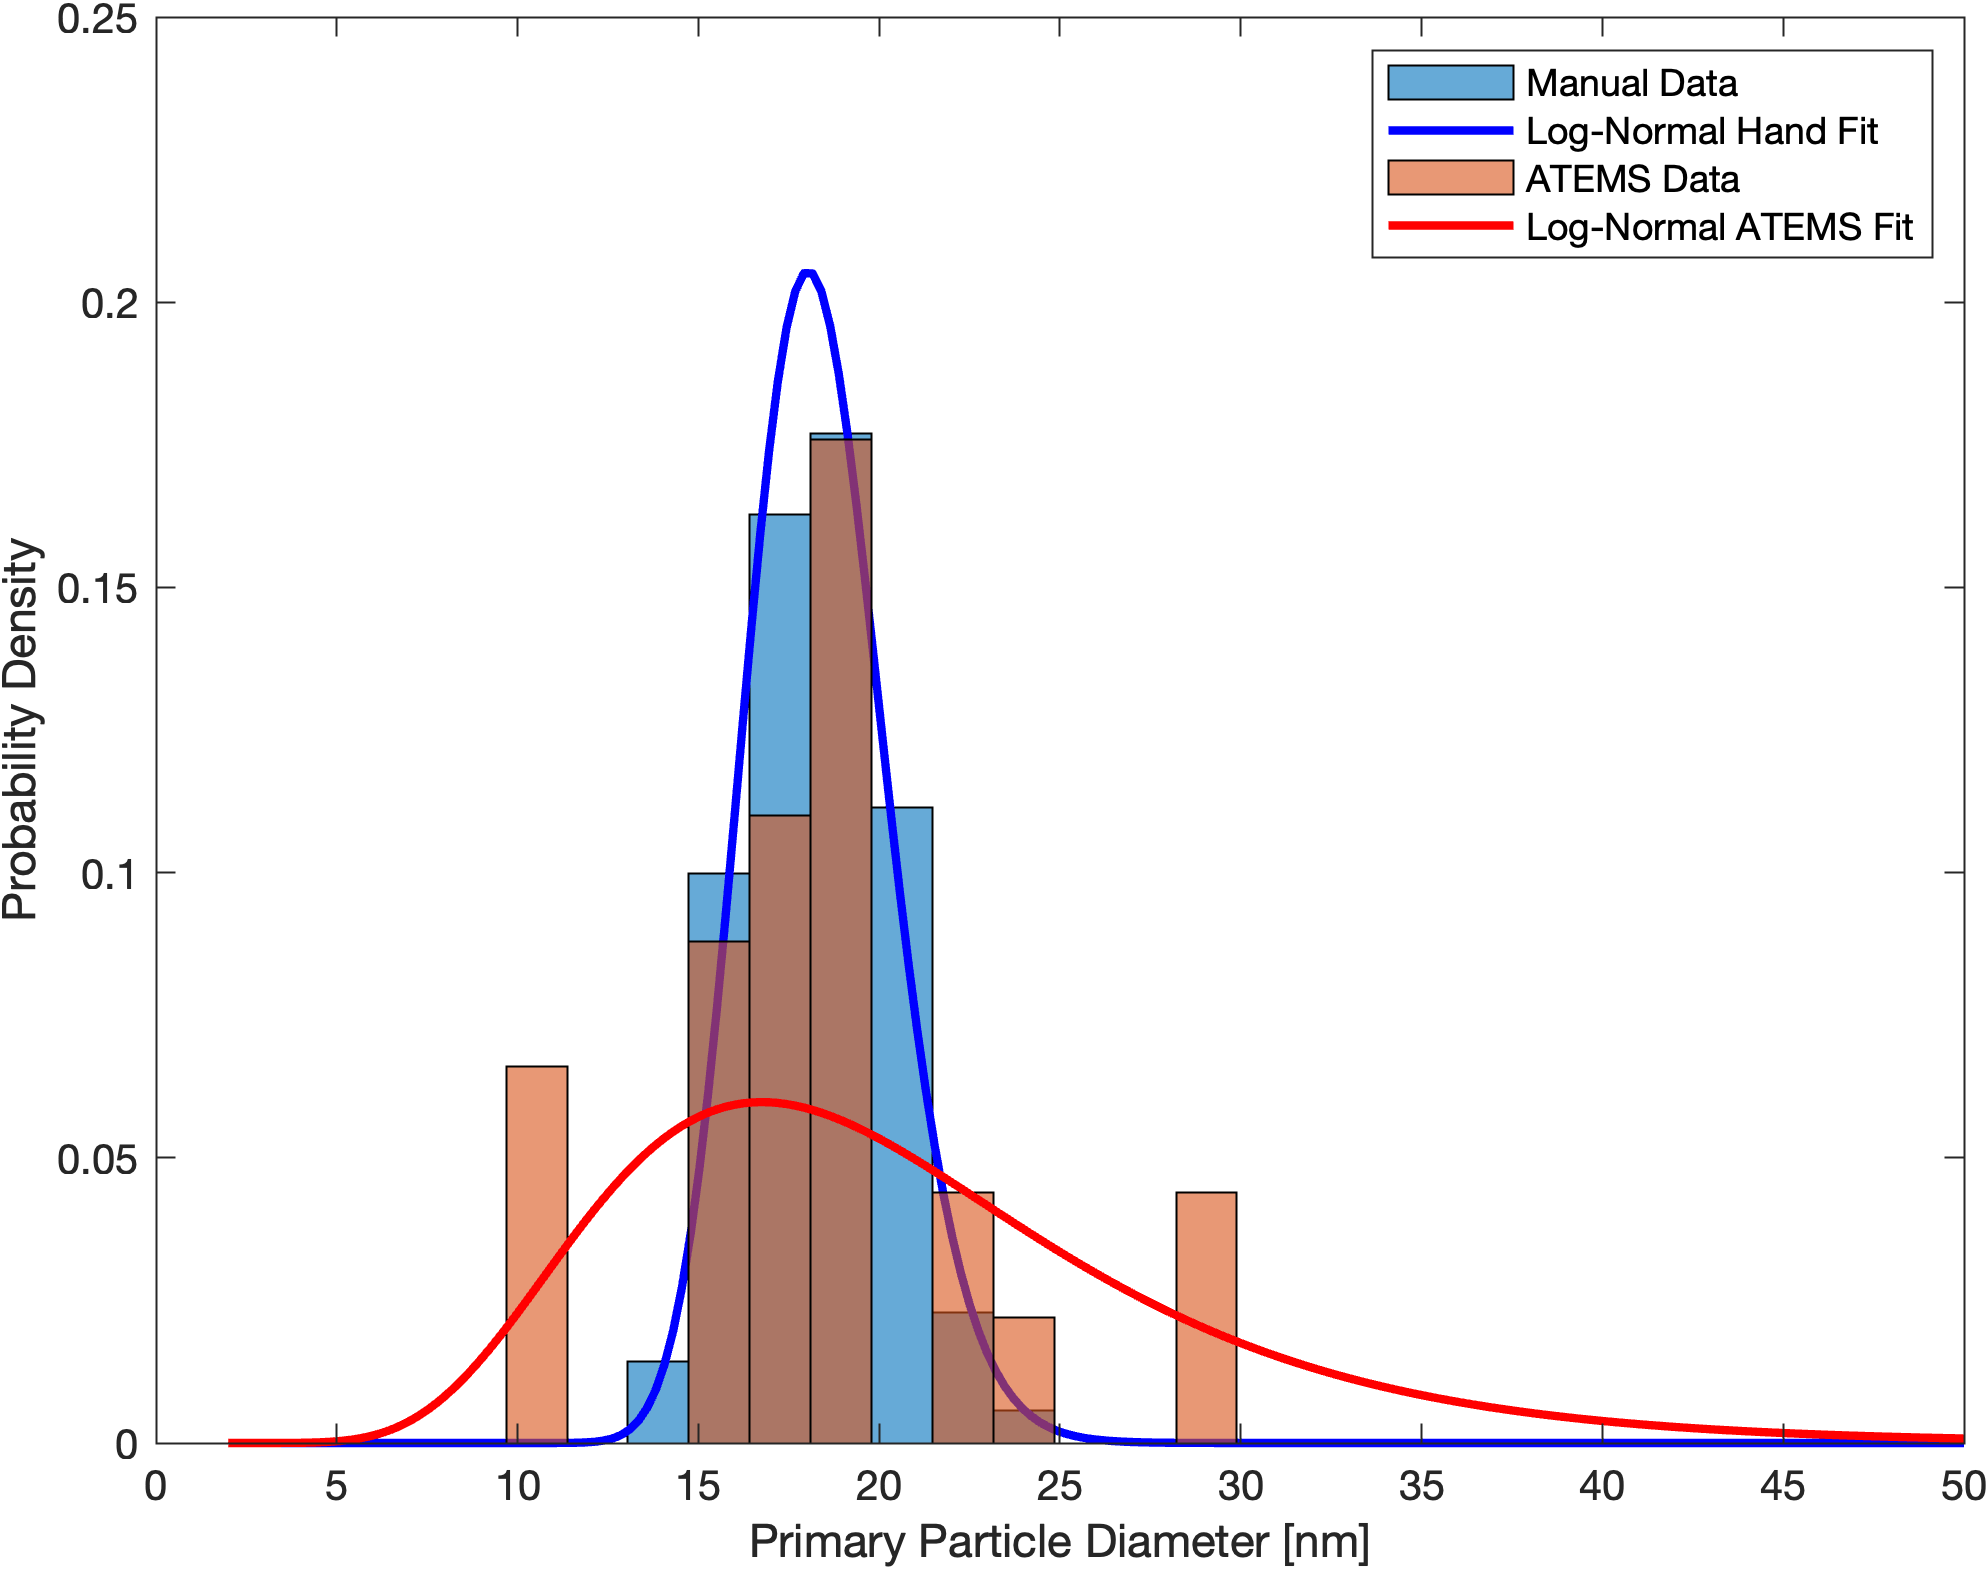 0.25
0.2
0.15
0.1
0.05
0
Probability Density
Manual Data
Log-Normal Hand Fit
ATEMS Data
Log-Normal ATEMS Fit
0 5 10 15 20 25 30 35 40 45 50
Primary Particle Diameter [nm]